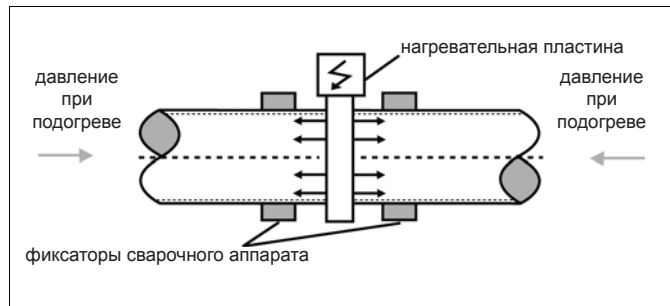 нагревательная пластина
давление
при
подогреве
давление
при
подогреве
фиксаторы сварочного аппарата